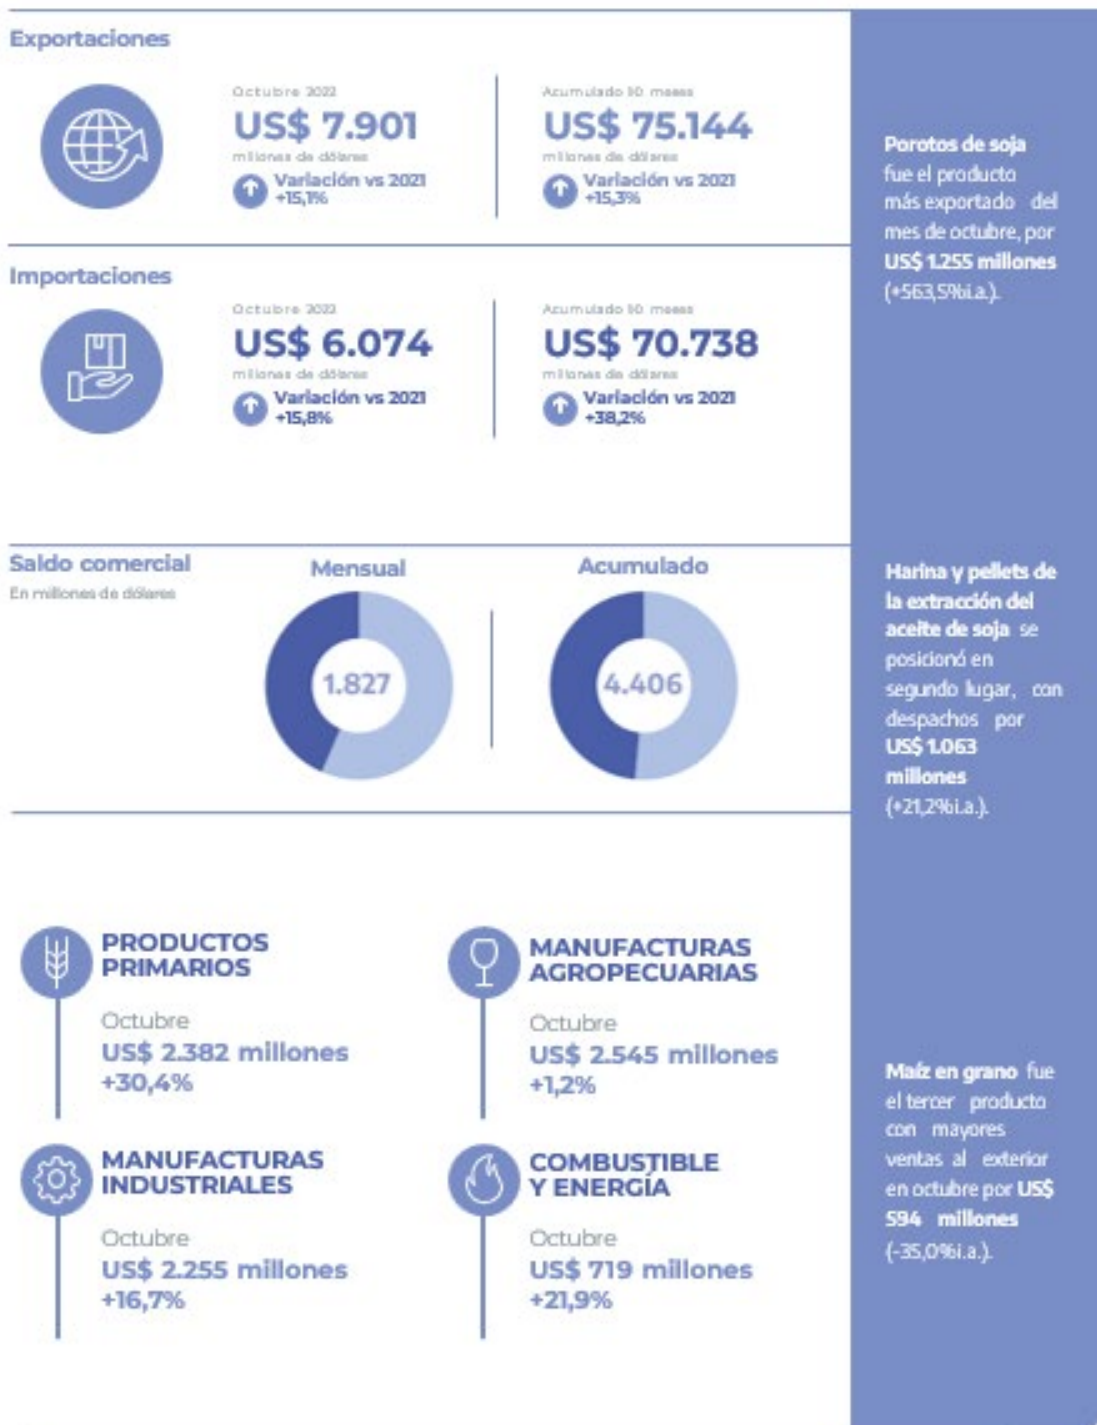 Exportaciones
Octubre 2022
US$ 7.901
millones de dólares
Variación vs 2021
+15,1%
Acumulado 10 meses
US$ 75.144
millones de dólares
Variación vs 2021
+15,3%
Importaciones
Octubre 2022
US$ 6.074
millones de dólares
Variación vs 2021
+15,8%
Acumulado 10 meses
US$ 70.738
millones de dólares
Variación vs 2021
+38,2%
Saldo comercial
En millones de dólares
Mensual
1.827
Acumulado
4.406
PRODUCTOS
PRIMARIOS
Octubre
US$ 2.382 millones
+30,4%
MANUFACTURAS
AGROPECUARIAS
Octubre
US$ 2.545 millones
+1,2%
MANUFACTURAS
INDUSTRIALES
Octubre
US$ 2.255 millones
+16,7%
COMBUSTIBLE
Y ENERGÍA
Octubre
US$ 719 millones
+21,9%
Porotos de soja
fue el producto
más exportado del
mes de octubre, por
US$ 1.255 millones
(+563,5%i.a.).
Harina y pellets de
la extracción del
aceite de soja se
posicionó en
segundo lugar, con
despachos por
US$ 1.063
millones
(+21,2%i.a.).
Maíz en grano fue
el tercer producto
con mayores
ventas al exterior
en octubre por US$
594 millones
(-35,0%i.a.).